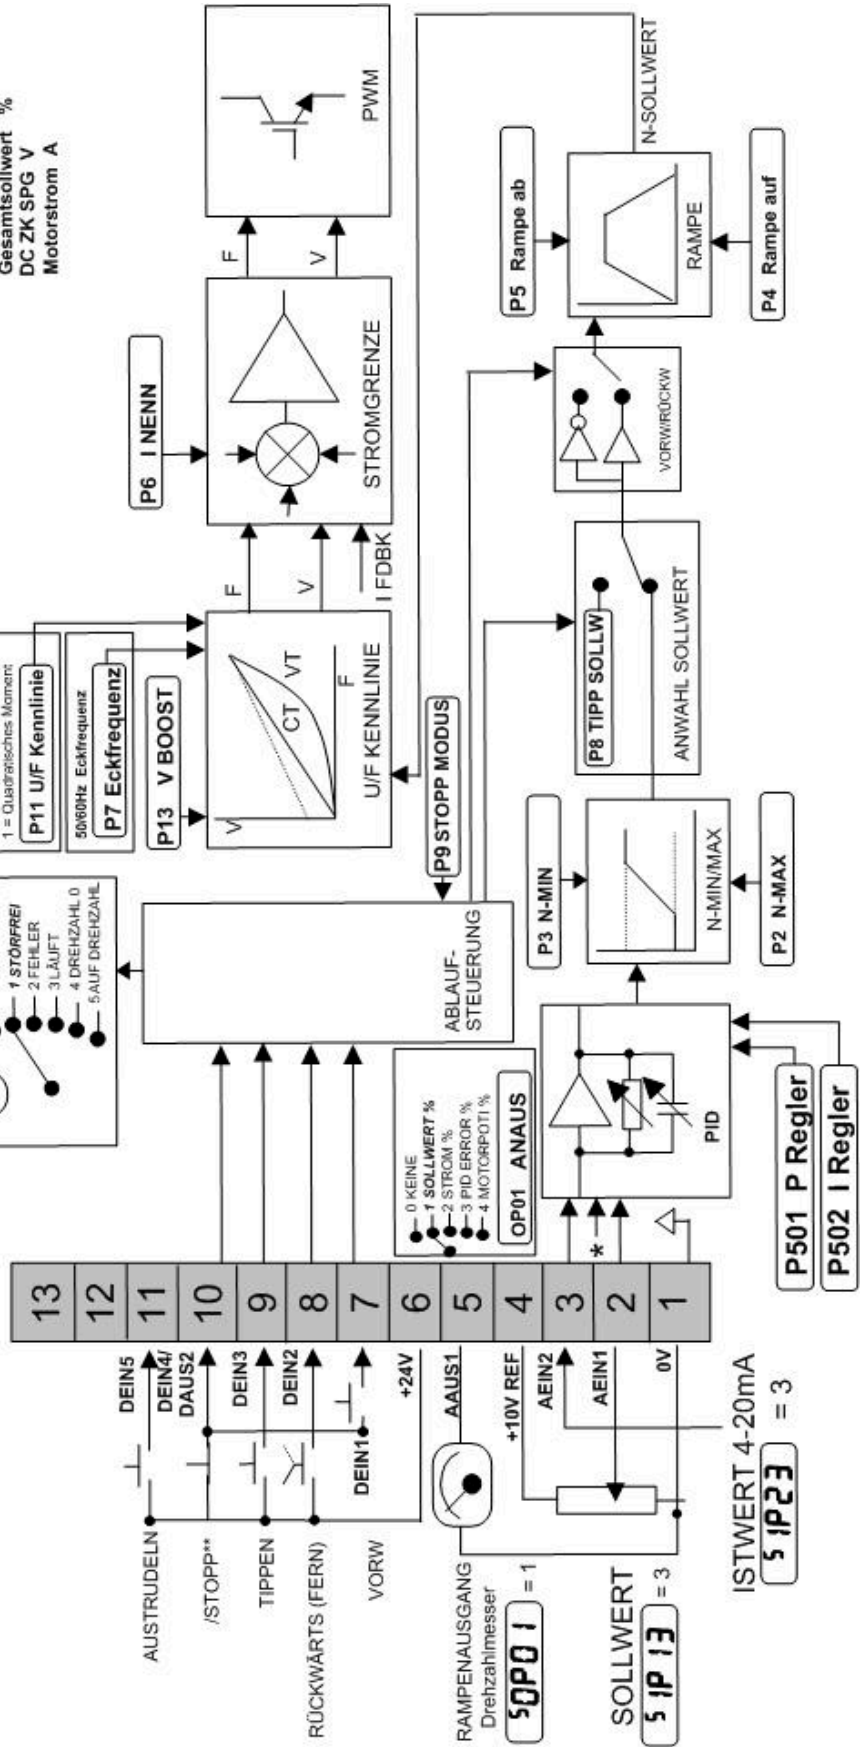 Gesamtsollwert %
DC ZK SPG V
Motorstrom A
1 = Quadratisches Moment
P11 U/F Kennlinie
50/60Hz Eckfrequenz
P7 Eckfrequenz
P13 V BOOST
P6 I NENN
V
CT
VT
F
U/F KENNLINIE
F
V
I FDBK
STROMGRENZE
F
V
PWM
1 STÖRFREI
2 FEHLER
3 LÄUFT
4 DREHZAHL 0
5 AUF DREHZAHL
ABLAUF-
STEUERUNG
P9 STOPP MODUS
0 KEINE
1 SOLLWERT %
2 STROM %
3 PID ERROR %
4 MOTORPOTI %
OP01 ANAUS
13
12
11
10
9
8
7
6
5
4
3
2
1
DEIN5
DEIN4/
DAUS2
DEIN3
DEIN2
DEIN1
+24V
AAUS1
+10V REF
AEIN2
AEIN1
0V
AUSTRUDELN
/STOPP**
TIPPEN
RÜCKWÄRTS (FERN)
VORW
RAMPENAUSGANG
Drehzahlmesser
SOP01 = 1
SOLLWERT
SIP13 = 3
ISTWERT 4-20mA
SIP23 = 3
*
PID
P501 P Regler
P502 I Regler
P3 N-MIN
N-MIN/MAX
P2 N-MAX
P8 TIPP SOLLW
ANWAHL SOLLWERT
VORW/RÜCKW
P5 Rampe ab
RAMPE
P4 Rampe auf
N-SOLLWERT